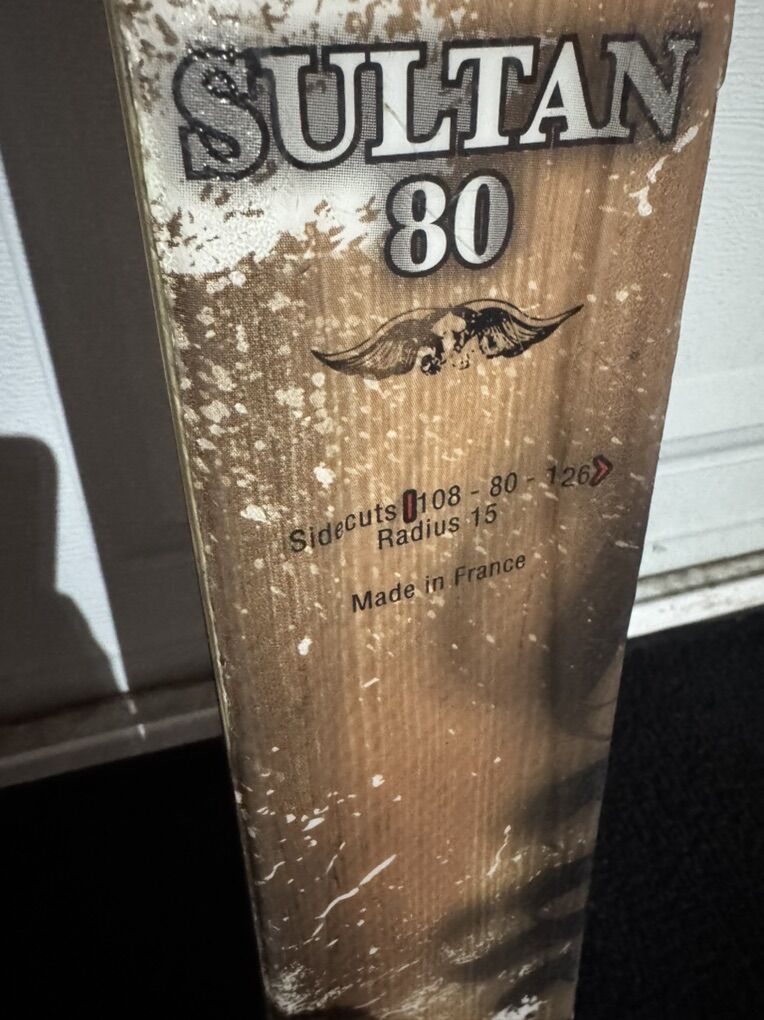 SULTAN
80
Sidecuts 108 - 80 - 126
Radius 15
Made in France